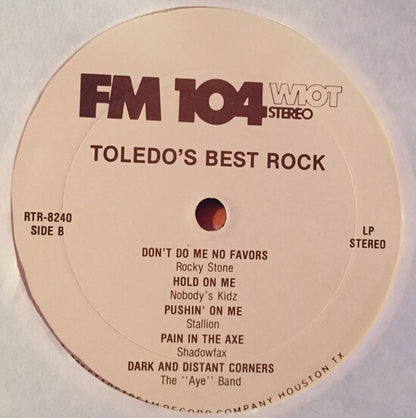 FM 104 WIOT
STEREO
TOLEDO'S BEST ROCK
RTR-8240
SIDE B
LP
STEREO
DON'T DO ME NO FAVORS
Rocky Stone
HOLD ON ME
Nobody's Kidz
PUSHIN' ON ME
Stallion
PAIN IN THE AXE
Shadowfax
DARK AND DISTANT CORNERS
The "Aye" Band
RECORD COMPANY HOUSTON TX